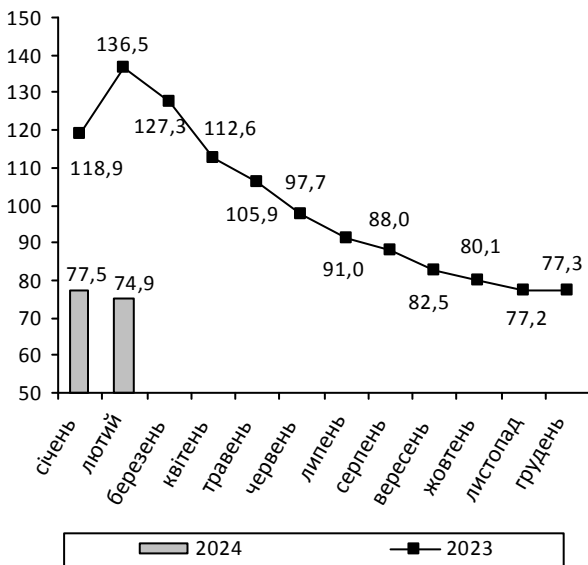 150
140
130
120
110
100
90
80
70
60
50
136,5
127,3
112,6
118,9
97,7
105,9
88,0
91,0
80,1
77,3
82,5
77,2
77,5
74,9
січень
лютий
березень
квітень
травень
червень
липень
серпень
вересень
жовтень
листопад
грудень
2024
2023